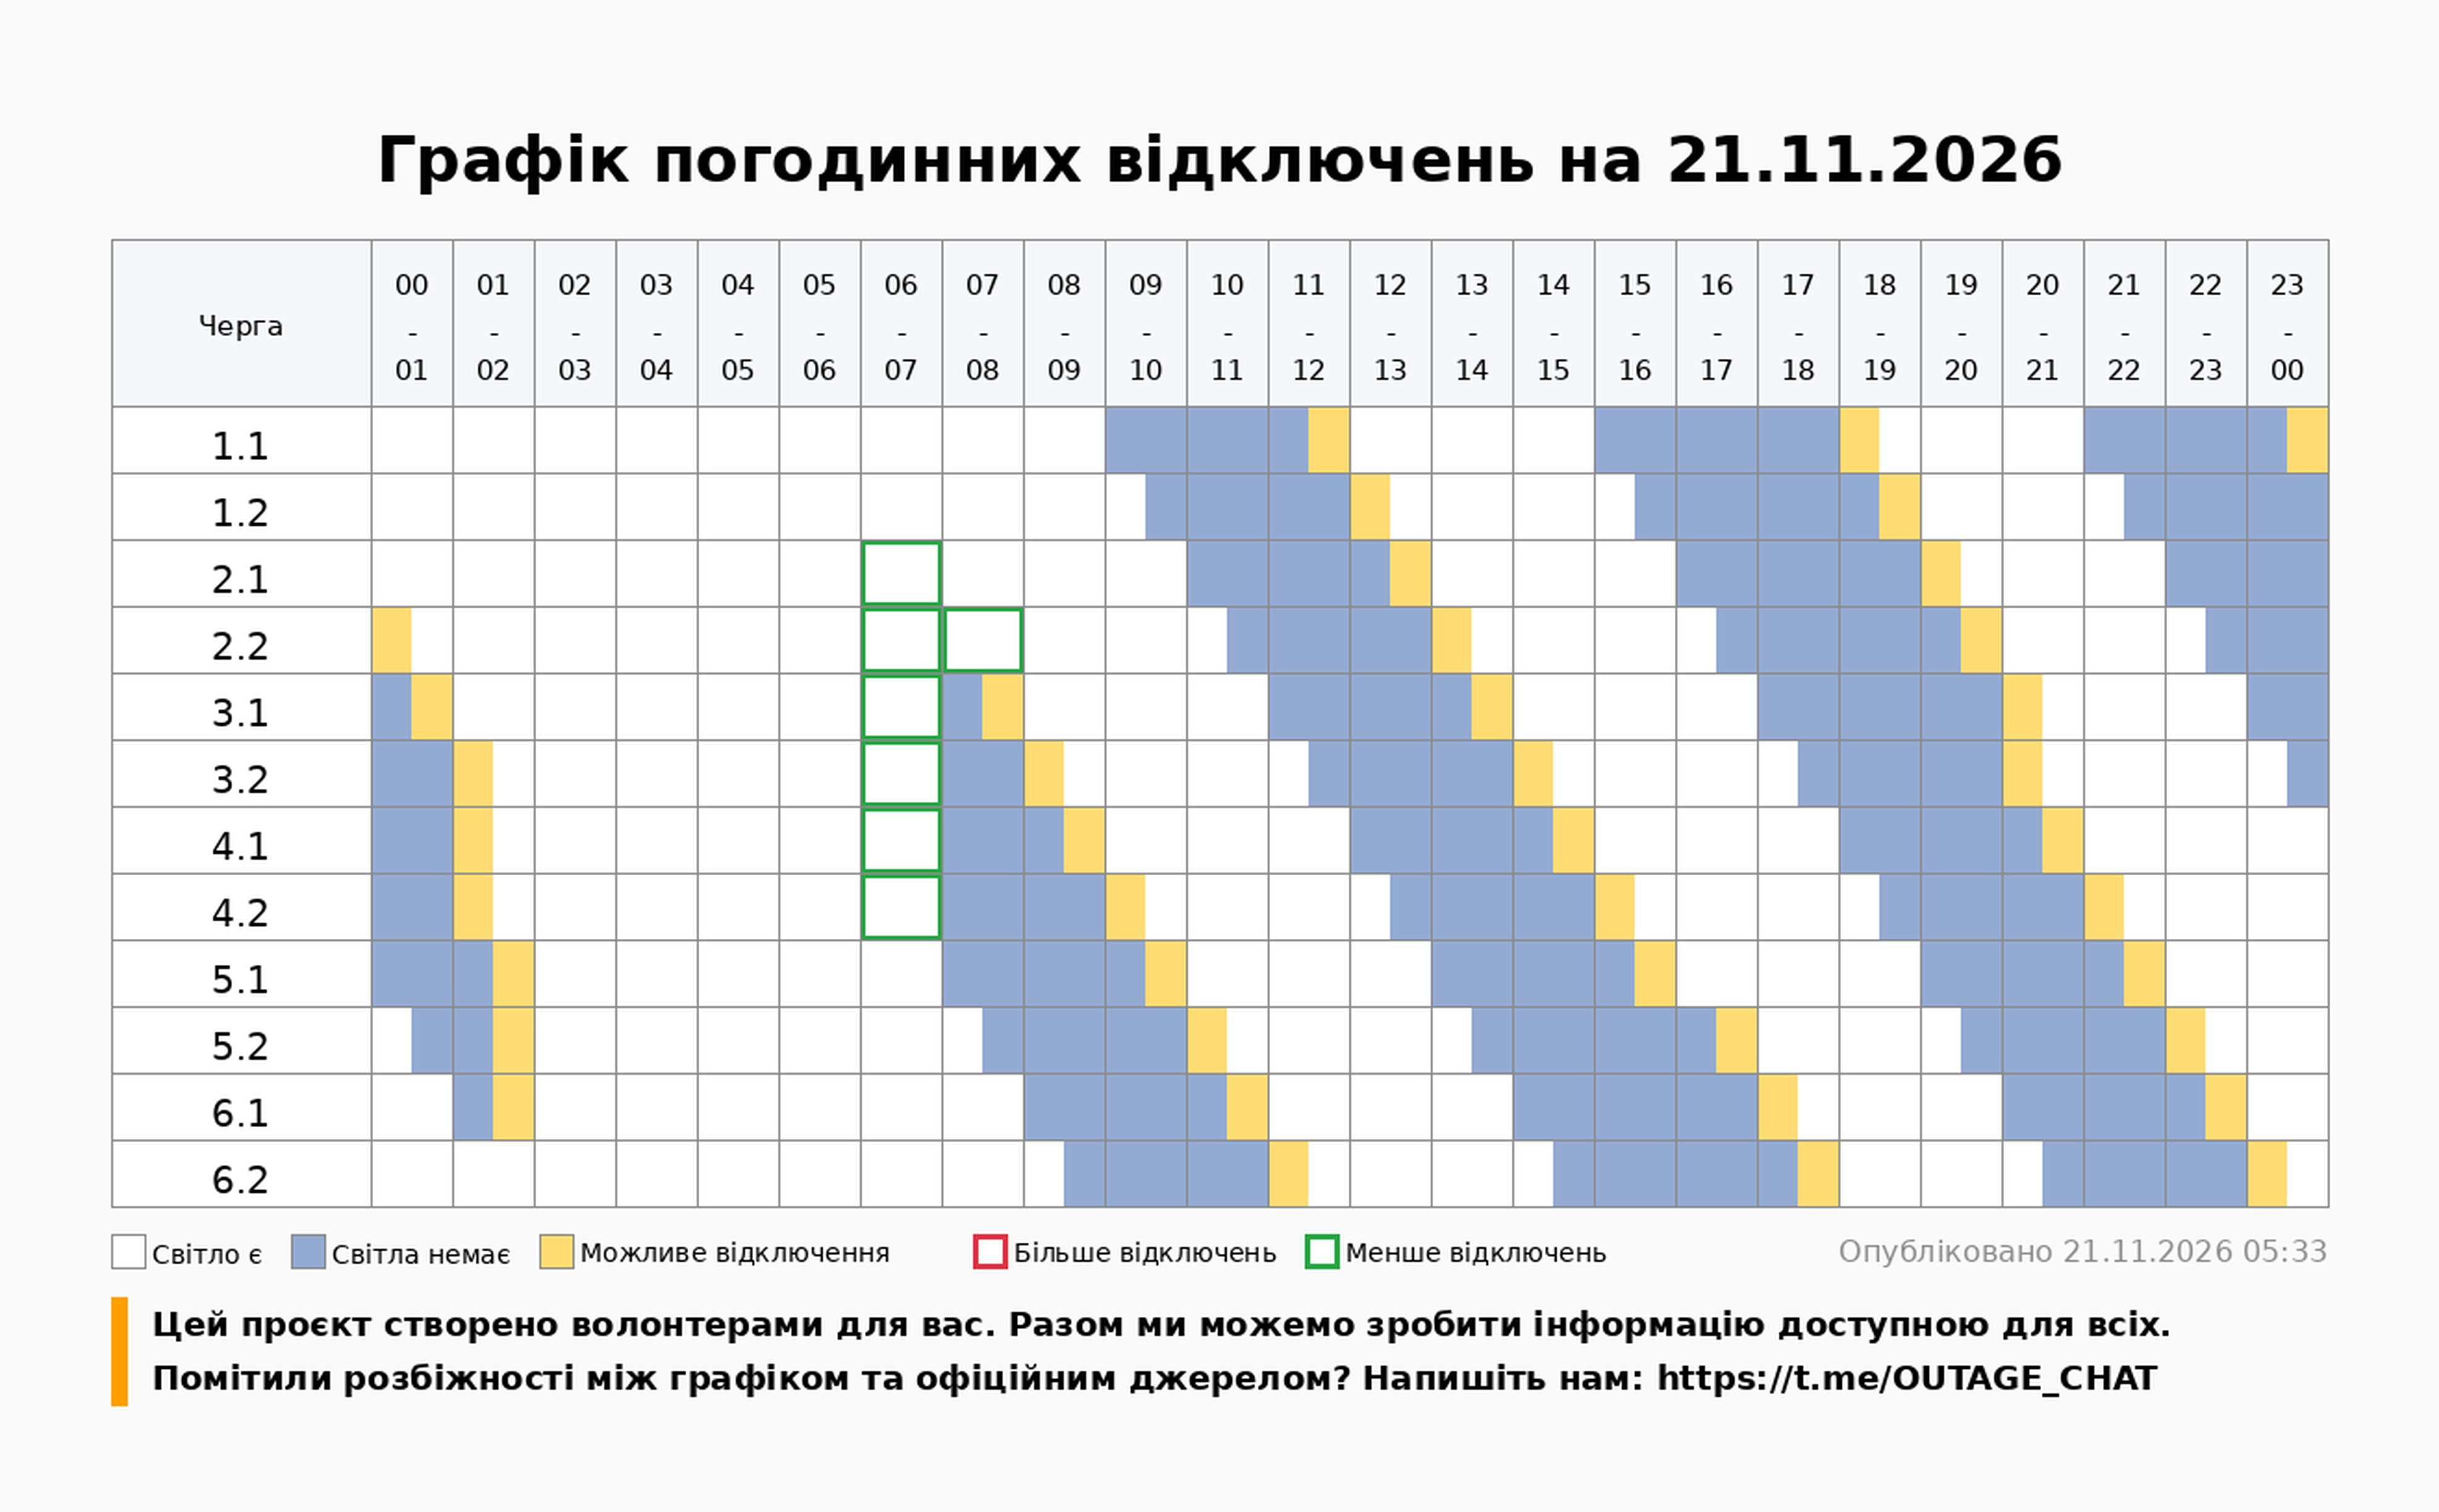 Графік погодинних відключень на 21.11.2026
Черга
00 - 01
01 - 02
02 - 03
03 - 04
04 - 05
05 - 06
06 - 07
07 - 08
08 - 09
09 - 10
10 - 11
11 - 12
12 - 13
13 - 14
14 - 15
15 - 16
16 - 17
17 - 18
18 - 19
19 - 20
20 - 21
21 - 22
22 - 23
23 - 00
1.1
1.2
2.1
2.2
3.1
3.2
4.1
4.2
5.1
5.2
6.1
6.2
Світло є Світла немає Можливе відключення Більше відключень Менше відключень Опубліковано 21.11.2026 05:33
Цей проєкт створено волонтерами для вас. Разом ми можемо зробити інформацію доступною для всіх.
Помітили розбіжності між графіком та офіційним джерелом? Напишіть нам: https://t.me/OUTAGE_CHAT